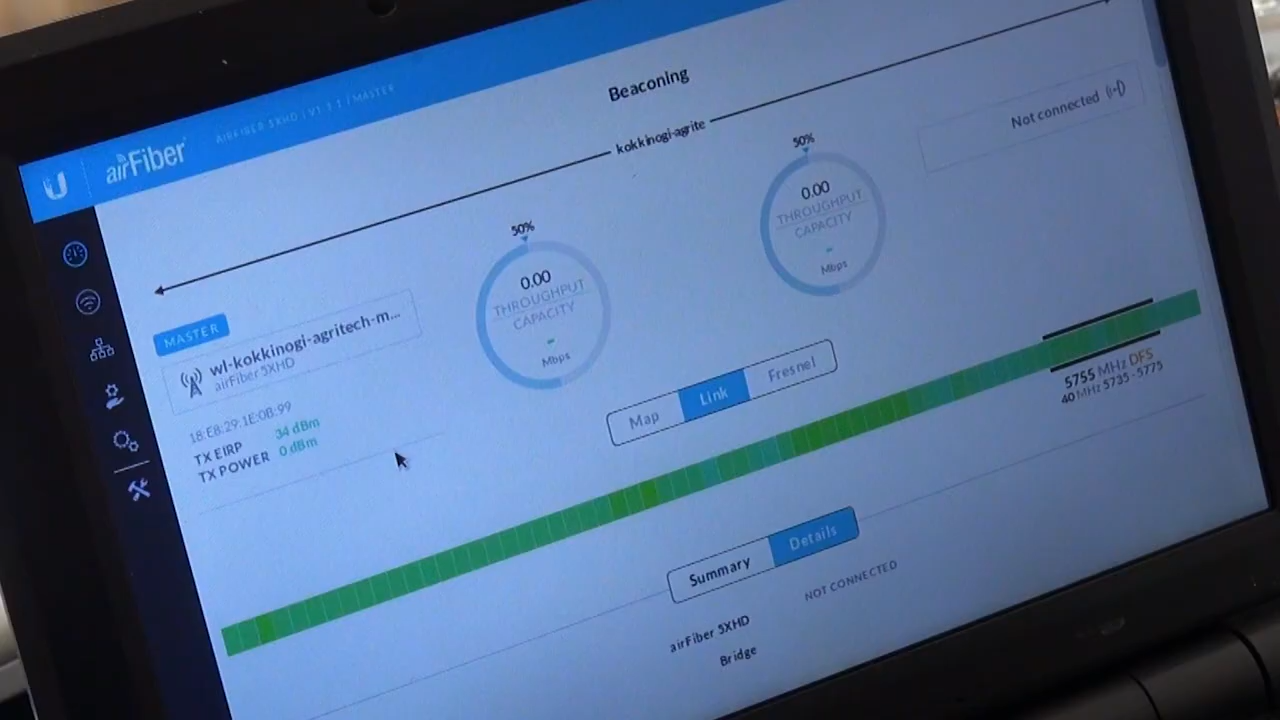 airFiber
AIRFIBER 5XHD | V1.3.1 | MASTER
Beaconing
kokkinogi-agrite
Not connected
MASTER
wl-kokkinogi-agritech-m...
airFiber 5XHD
18:E8:29:1E:0B:99
TX EIRP 34 dBm
TX POWER 0 dBm
50%
0.00
THROUGHPUT
CAPACITY
-
Mbps
50%
0.00
THROUGHPUT
CAPACITY
-
Mbps
Map Link Fresnel
5755 MHz DFS
40 MHz 5735 - 5775
Summary Details
airFiber 5XHD NOT CONNECTED
Bridge